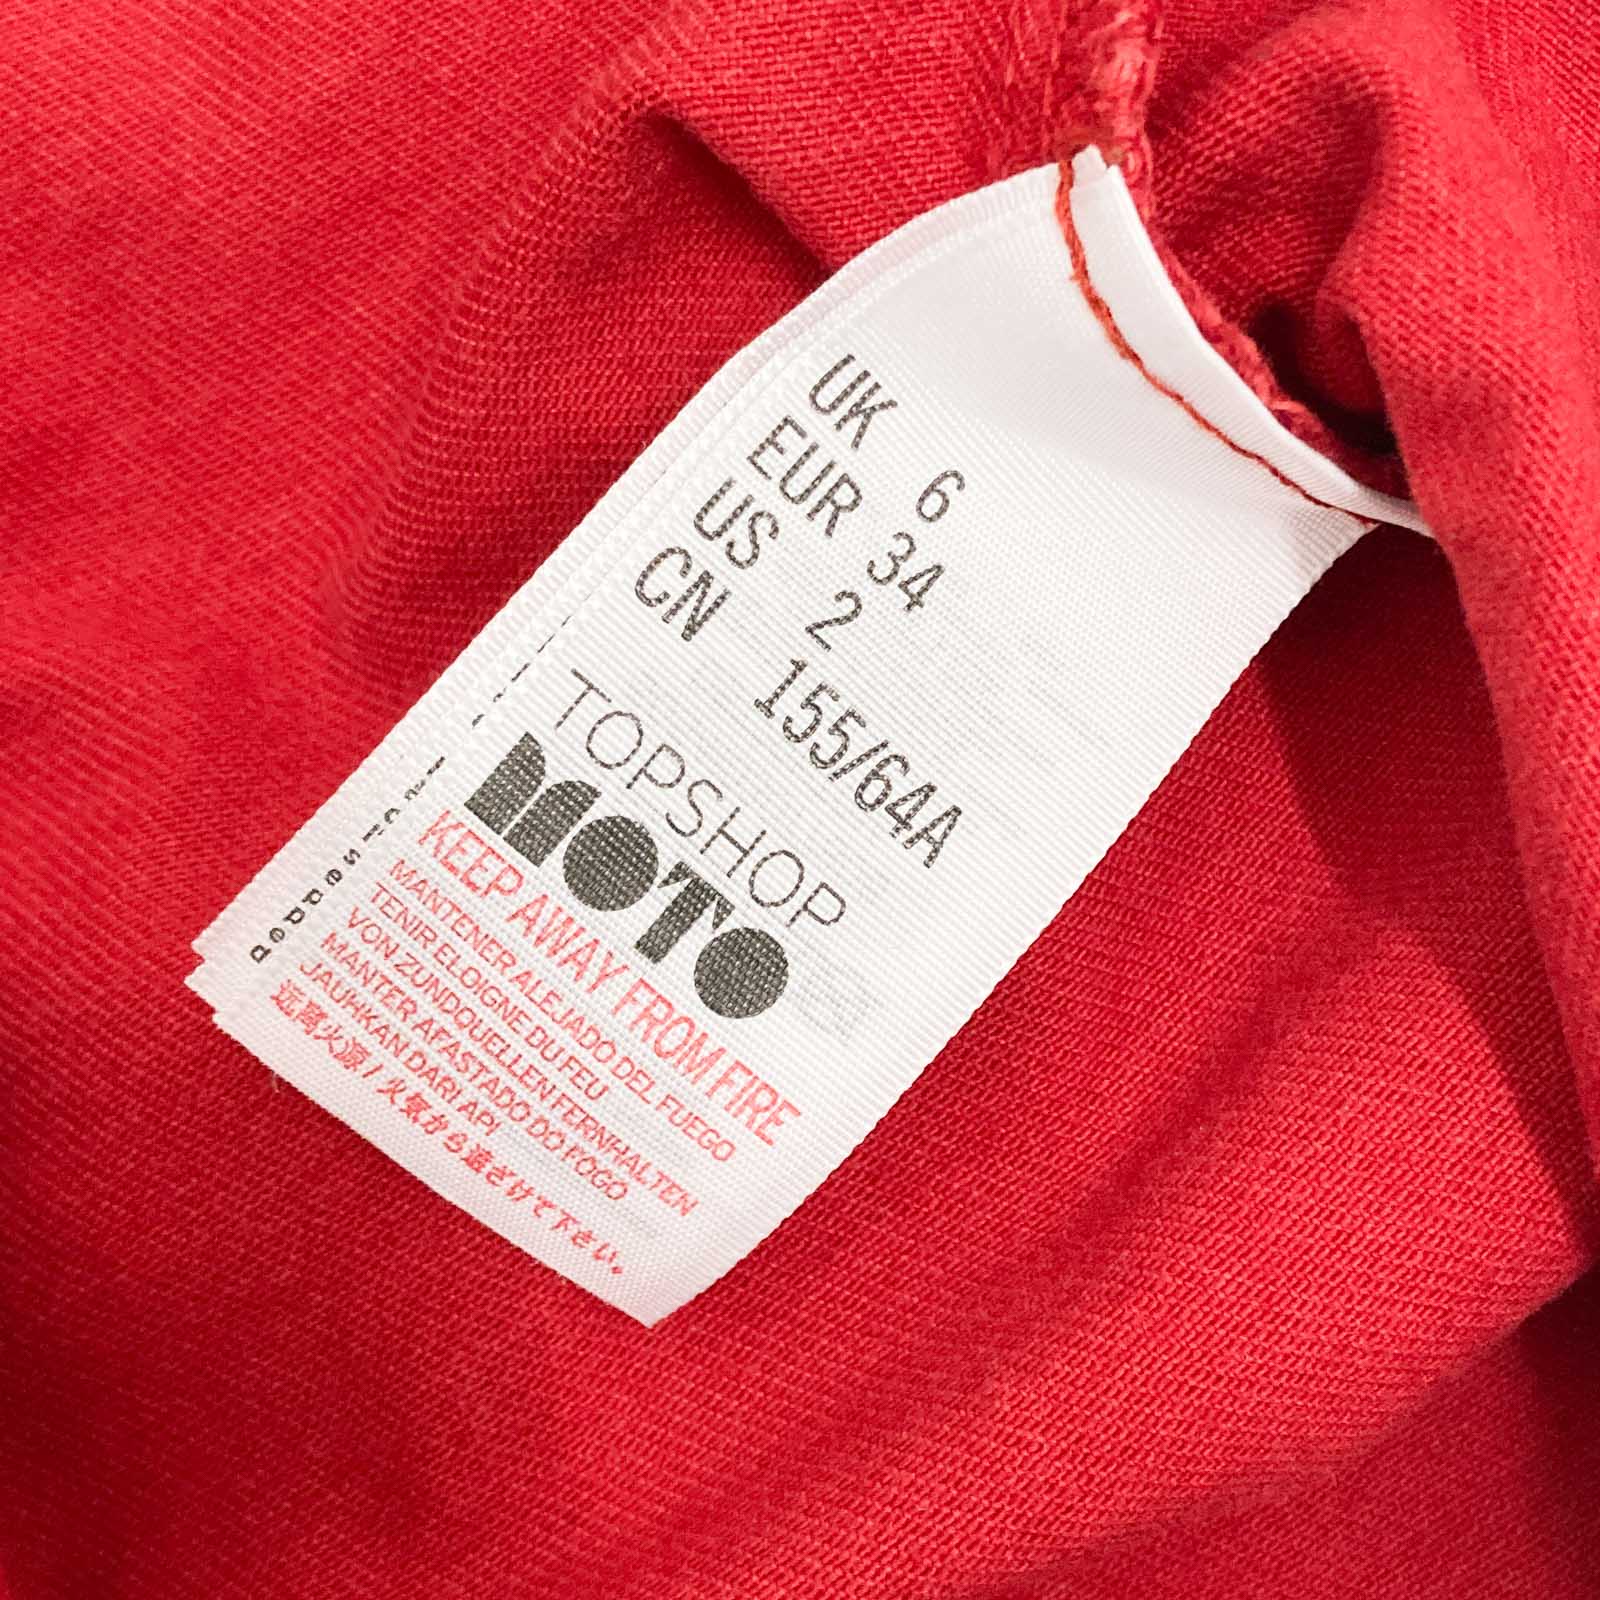 UK 6
EUR 34
US 2
CN 155/64A
TOPSHOP
MOTO
KEEP AWAY FROM FIRE
MANTENER ALEJADO DEL FUEGO
TENIR ELOIGNE DU FEU
VON ZUNDQUELLEN FERNHALTEN
MANTER AFASTADO DO FOGO
JAUHKAN DARI API
远离火源 / 火気から遠ざけて下さい。